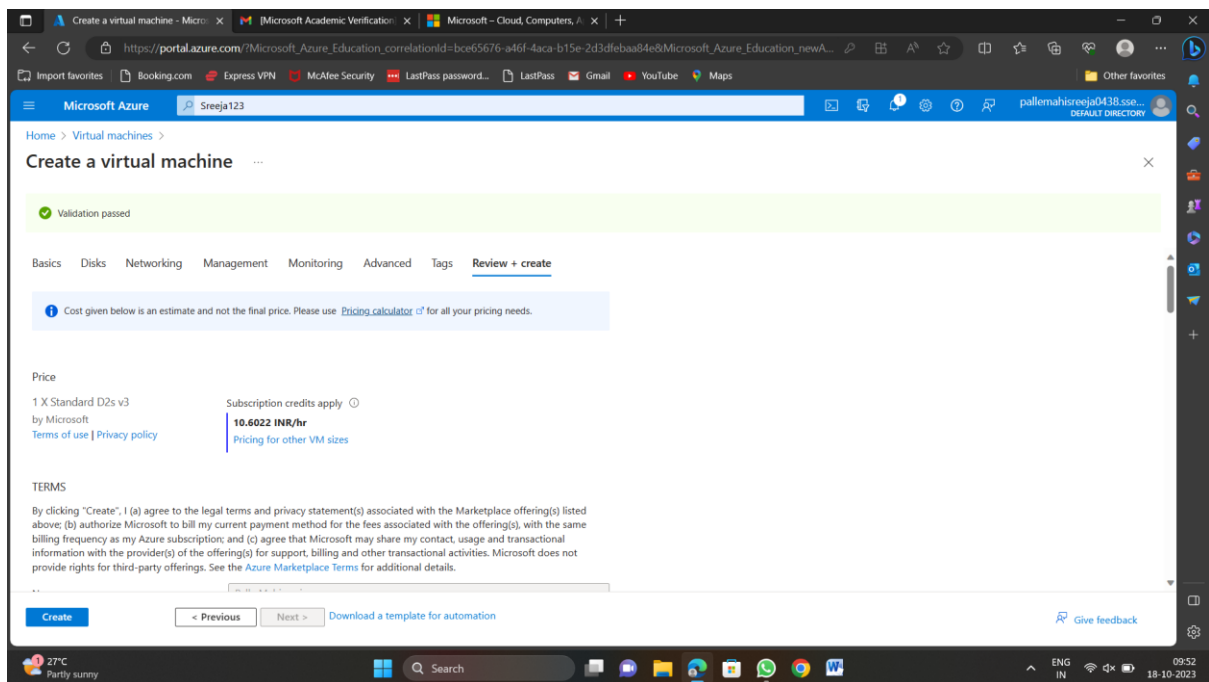 Create a virtual machine - Micros
[Microsoft Academic Verification]
Microsoft – Cloud, Computers, A
https://portal.azure.com/?Microsoft_Azure_Education_correlationId=bce65676-a46f-4aca-b15e-2d3dfebaa84e&Microsoft_Azure_Education_newA...
Import favorites Booking.com Express VPN McAfee Security LastPass password... LastPass Gmail YouTube Maps Other favorites
Microsoft Azure Sreeja123 1 pallemahisreeja0438.sse...
DEFAULT DIRECTORY
Home > Virtual machines >
Create a virtual machine ...
Validation passed
Basics Disks Networking Management Monitoring Advanced Tags Review + create
Cost given below is an estimate and not the final price. Please use Pricing calculator for all your pricing needs.
Price
1 X Standard D2s v3
by Microsoft
Terms of use | Privacy policy
Subscription credits apply
10.6022 INR/hr
Pricing for other VM sizes
TERMS
By clicking "Create", I (a) agree to the legal terms and privacy statement(s) associated with the Marketplace offering(s) listed
above; (b) authorize Microsoft to bill my current payment method for the fees associated with the offering(s), with the same
billing frequency as my Azure subscription; and (c) agree that Microsoft may share my contact, usage and transactional
information with the provider(s) of the offering(s) for support, billing and other transactional activities. Microsoft does not
provide rights for third-party offerings. See the Azure Marketplace Terms for additional details.
Create < Previous Next > Download a template for automation Give feedback
1 27°C
Partly sunny
Search
ENG
IN
09:52
18-10-2023